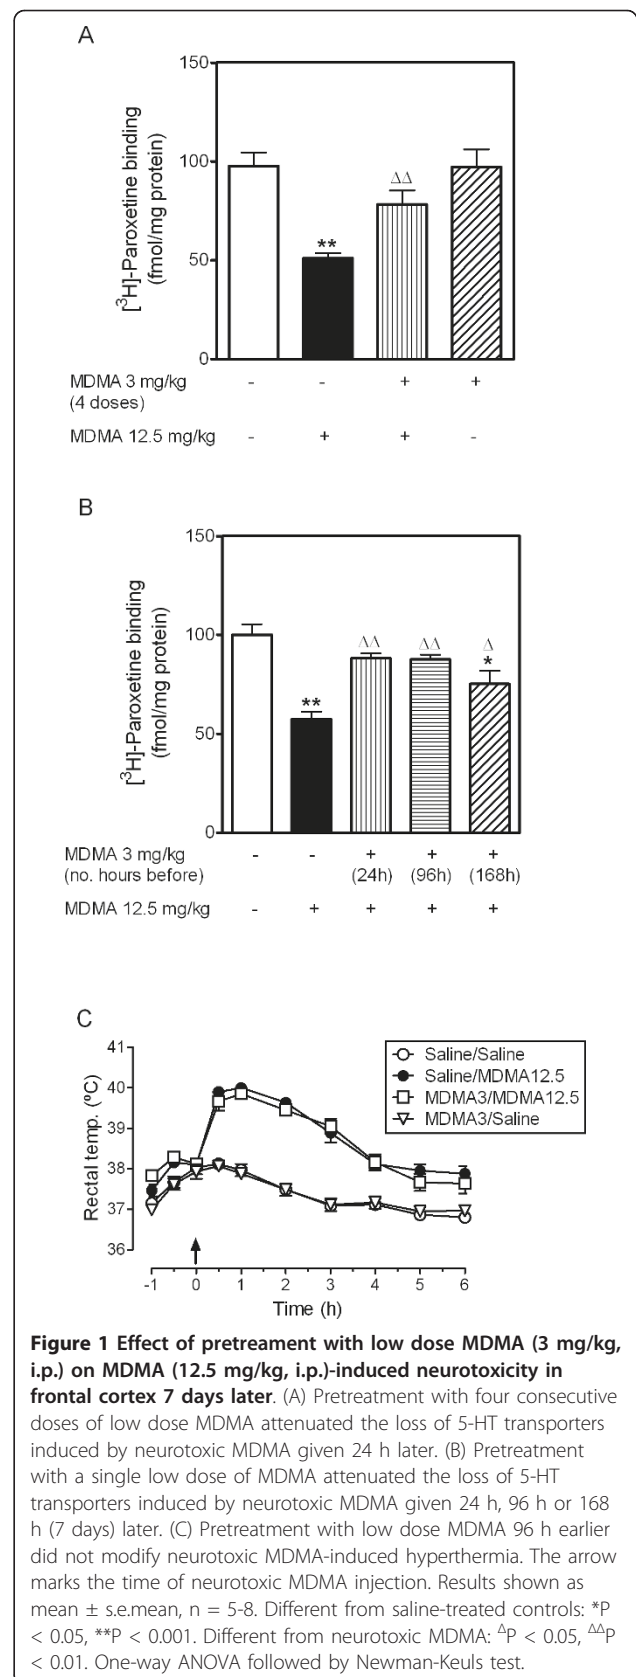 A
150
100
50
0
[³H]-Paroxetine binding
(fmol/mg protein)
ΔΔ
**
MDMA 3 mg/kg - - + +
(4 doses)
MDMA 12.5 mg/kg - + + -
B
150
100
50
0
[³H]-Paroxetine binding
(fmol/mg protein)
ΔΔ ΔΔ Δ
** *
MDMA 3 mg/kg - - + + +
(no. hours before) (24h) (96h) (168h)
MDMA 12.5 mg/kg - + + + +
C
41
40
39
38
37
36
Rectal temp. (ºC)
Saline/Saline
Saline/MDMA12.5
MDMA3/MDMA12.5
MDMA3/Saline
-1 0 1 2 3 4 5 6
Time (h)
Figure 1 Effect of pretreament with low dose MDMA (3 mg/kg,
i.p.) on MDMA (12.5 mg/kg, i.p.)-induced neurotoxicity in
frontal cortex 7 days later. (A) Pretreatment with four consecutive
doses of low dose MDMA attenuated the loss of 5-HT transporters
induced by neurotoxic MDMA given 24 h later. (B) Pretreatment
with a single low dose of MDMA attenuated the loss of 5-HT
transporters induced by neurotoxic MDMA given 24 h, 96 h or 168
h (7 days) later. (C) Pretreatment with low dose MDMA 96 h earlier
did not modify neurotoxic MDMA-induced hyperthermia. The arrow
marks the time of neurotoxic MDMA injection. Results shown as
mean ± s.e.mean, n = 5-8. Different from saline-treated controls: *P
< 0.05, **P < 0.001. Different from neurotoxic MDMA: ᐞP < 0.05, ᐞᐞP
< 0.01. One-way ANOVA followed by Newman-Keuls test.